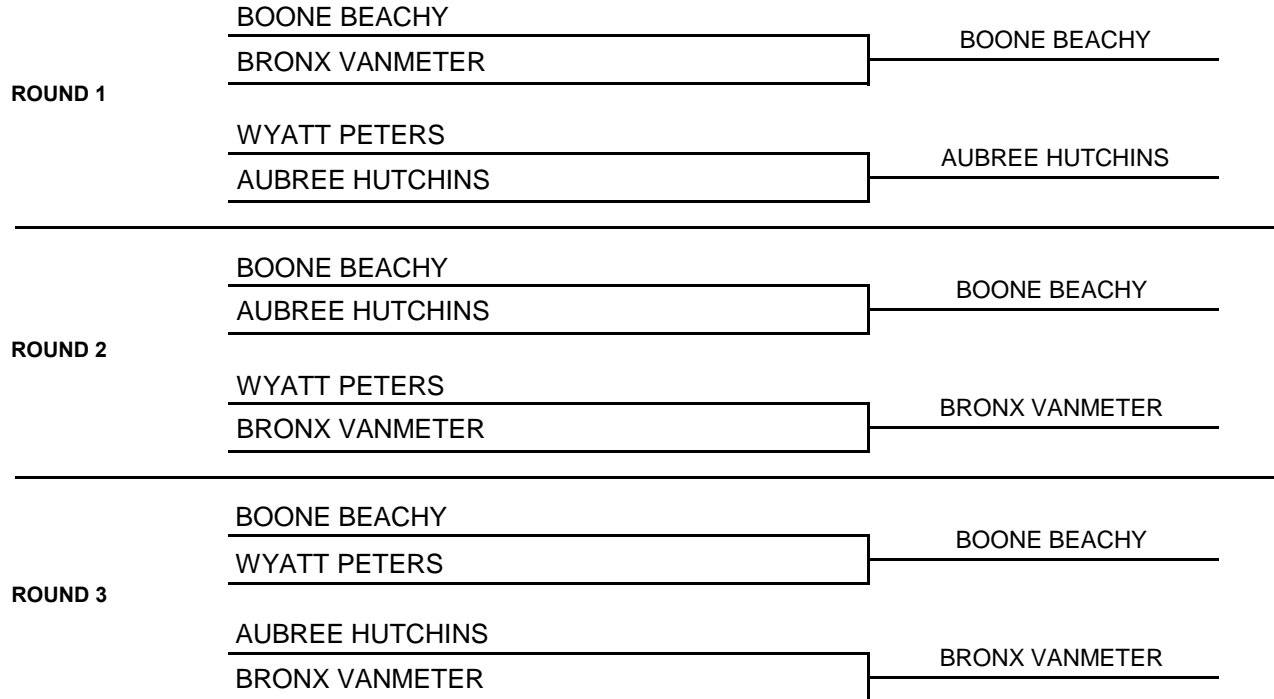 BOONE BEACHY
BOONE BEACHY
BRONX VANMETER
ROUND 1
WYATT PETERS
AUBREE HUTCHINS
AUBREE HUTCHINS
BOONE BEACHY
BOONE BEACHY
AUBREE HUTCHINS
ROUND 2
WYATT PETERS
BRONX VANMETER
BRONX VANMETER
BOONE BEACHY
BOONE BEACHY
WYATT PETERS
ROUND 3
AUBREE HUTCHINS
BRONX VANMETER
BRONX VANMETER